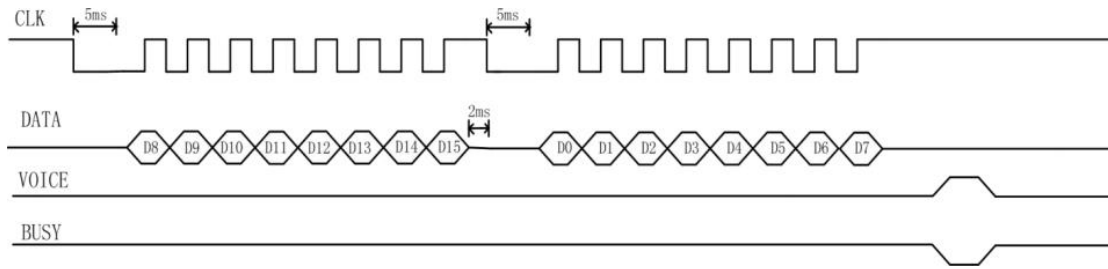 CLK
5ms 5ms
DATA
2ms
D8 D9 D10 D11 D12 D13 D14 D15 D0 D1 D2 D3 D4 D5 D6 D7
VOICE
BUSY